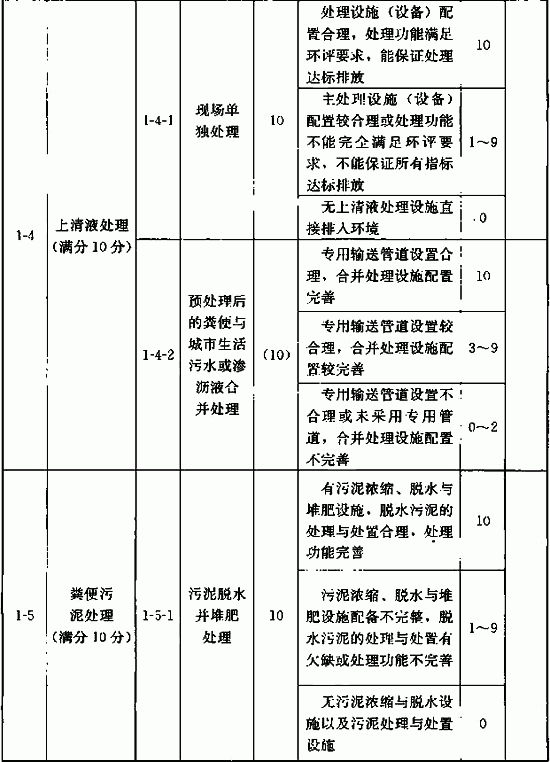 处理设施（设备）配
置合理，处理功能满足
环评要求，能保证处理
达标排放
10
主处理设施（设备）
配置较合理或处理功能
不能完全满足环评要
求，不能保证所有指标
达标排放
1～9
无上清液处理设施直
接排入环境
0
1-4-1
现场单
独处理
10
1-4
上清液处理
（满分10分）
专用输送管道设置合
理，合并处理设施配置
完善
10
1-4-2
预处理后
的粪便与
城市生活
污水或渗
沥液合
并处理
（10）
专用输送管道设置较
合理，合并处理设施配
置较完善
3～9
专用输送管道设置不
合理或未采用专用管
道，合并处理设施配置
不完善
0～2
有污泥浓缩、脱水与
堆肥设施，脱水污泥的
处理与处置合理，处理
功能完善
10
1-5
粪便污
泥处理
（满分10分）
1-5-1
污泥脱水
并堆肥
处理
10
污泥浓缩、脱水与堆
肥设施配备不完整，脱
水污泥的处理与处置有
欠缺或处理功能不完善
1～9
无污泥浓缩与脱水设
施以及污泥处理与处置
设施
0